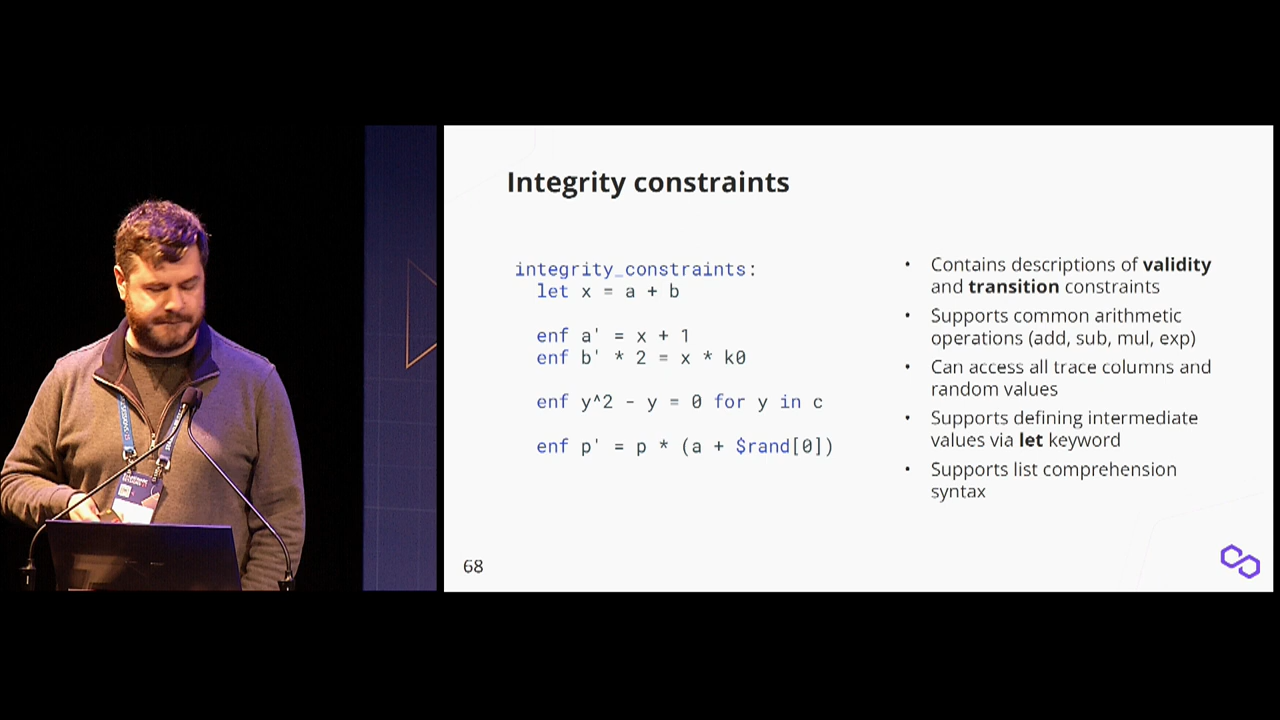 Integrity constraints
integrity_constraints:
let x = a + b
enf a' = x + 1
enf b' * 2 = x * k0
enf y^2 - y = 0 for y in c
enf p' = p * (a + $rand[0])
• Contains descriptions of validity
and transition constraints
• Supports common arithmetic
operations (add, sub, mul, exp)
• Can access all trace columns and
random values
• Supports defining intermediate
values via let keyword
• Supports list comprehension
syntax
68